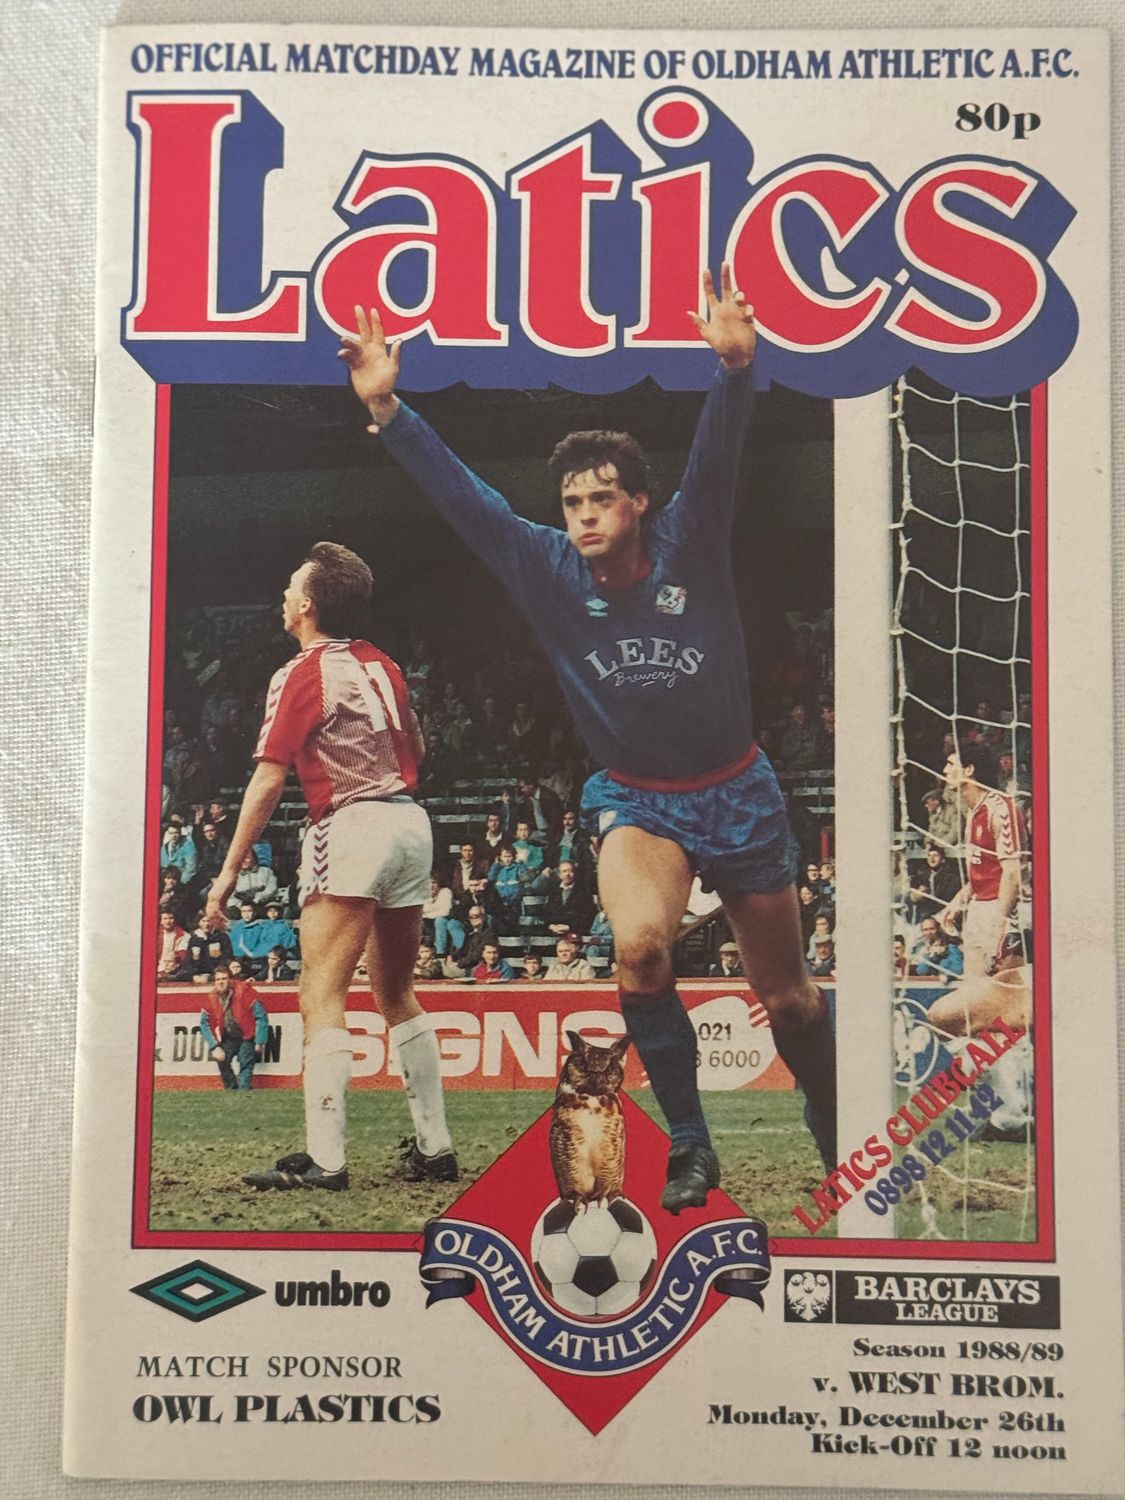 OFFICIAL MATCHDAY MAGAZINE OF OLDHAM ATHLETIC A.F.C.
Latics
80p
LEES
Brewery
11
& DO
N
SIGNS
021
6000
LATICS CLUBCALL
0898 12 11 42
OLDHAM ATHLETIC A.F.C.
umbro
BARCLAYS
LEAGUE
MATCH SPONSOR
OWL PLASTICS
Season 1988/89
v. WEST BROM.
Monday, December 26th
Kick-Off 12 noon